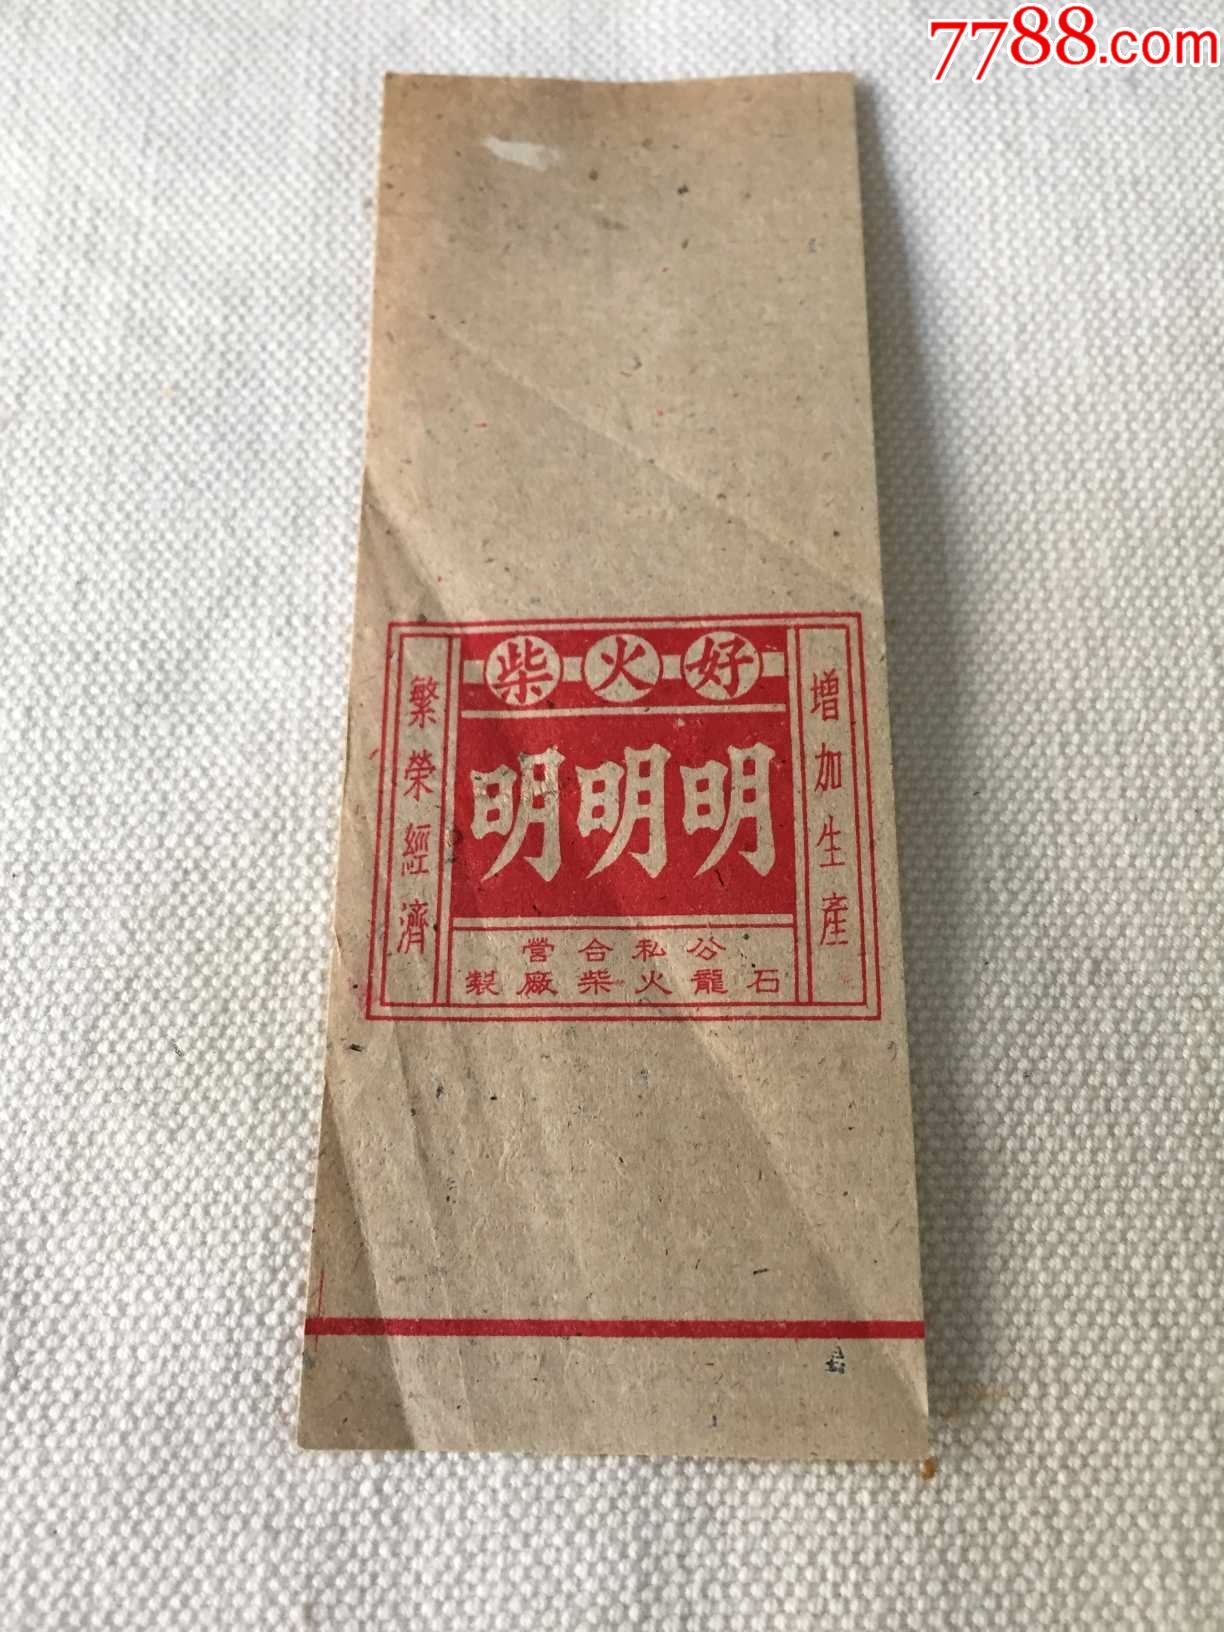 7788.com
好火柴
明明明
增加生產
繁榮經濟
公私合營
石龍火柴廠製